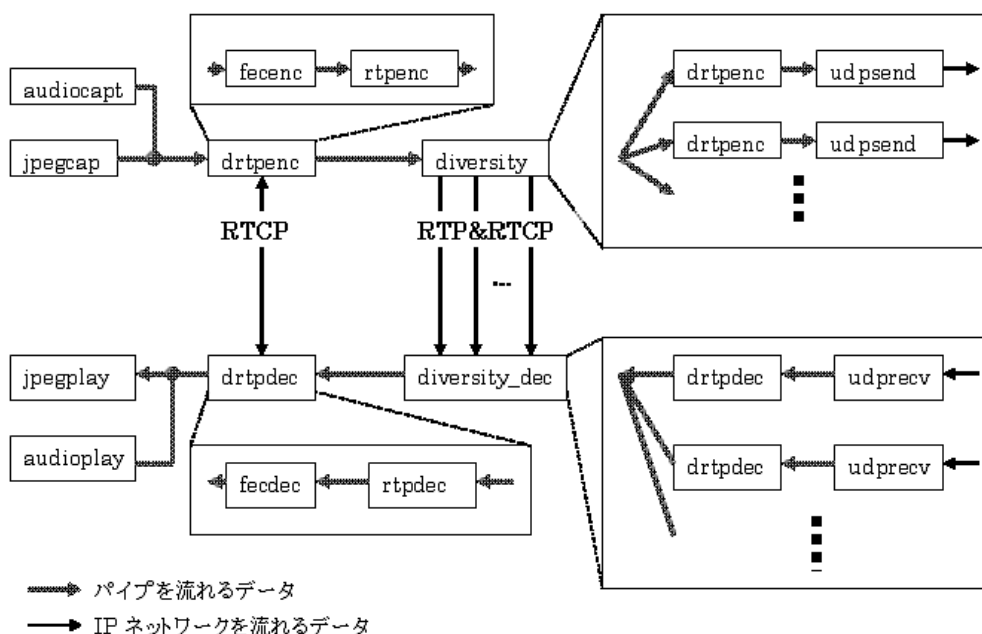 fecenc
rtpenc
audiocapt
jpegcap
drtpenc
diversity
drtpenc
udpsend
drtpenc
udpsend
RTCP
RTP&RTCP
...
jpegplay
drtpdec
diversity_dec
audioplay
fecdec
rtpdec
drtpdec
udprecv
drtpdec
udprecv
パイプを流れるデータ
IP ネットワークを流れるデータ